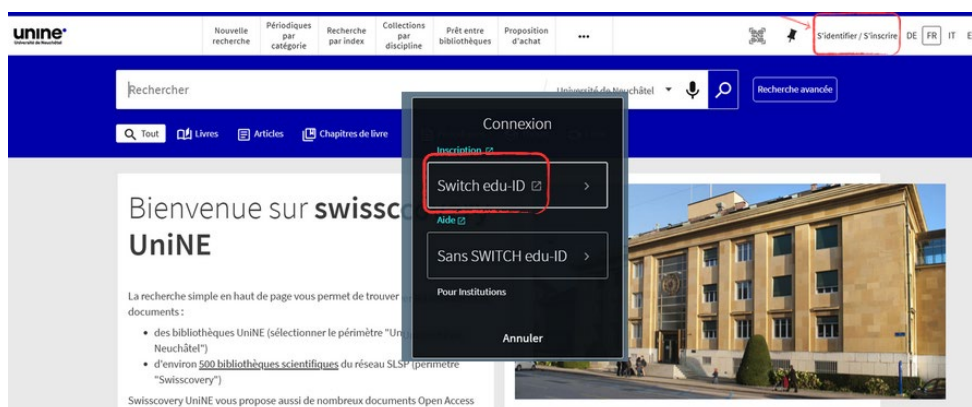 unine
Université de Neuchâtel
Nouvelle recherche
Périodiques par catégorie
Recherche par index
Collections par discipline
Prêt entre bibliothèques
Proposition d'achat
•••
S'identifier / S'inscrire
DE FR IT E
Rechercher
Université de Neuchâtel
Recherche avancée
Tout
Livres
Articles
Chapitres de livre
Connexion
Inscription
Switch edu-ID
Aide
Sans SWITCH edu-ID
Pour Institutions
Annuler
Bienvenue sur swissc
UniNE
La recherche simple en haut de page vous permet de trouver
documents :
• des bibliothèques UniNE (sélectionner le périmètre "Un
Neuchâtel")
• d'environ 500 bibliothèques scientifiques du réseau SLSP (périmètre
"Swisscovery")
Swisscovery UniNE vous propose aussi de nombreux documents Open Access